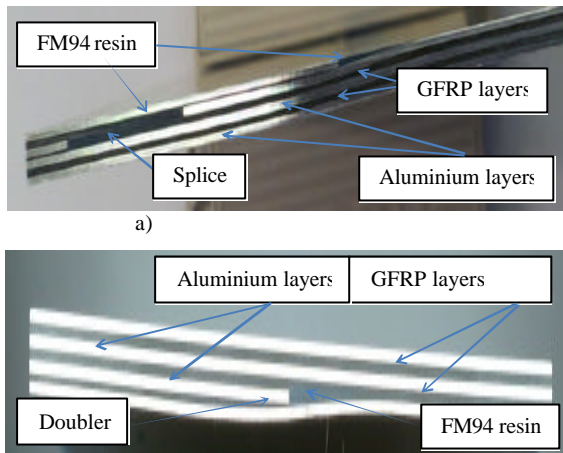 FM94 resin
GFRP layers
Splice
Aluminium layers
a)
Aluminium layers GFRP layers
Doubler
FM94 resin